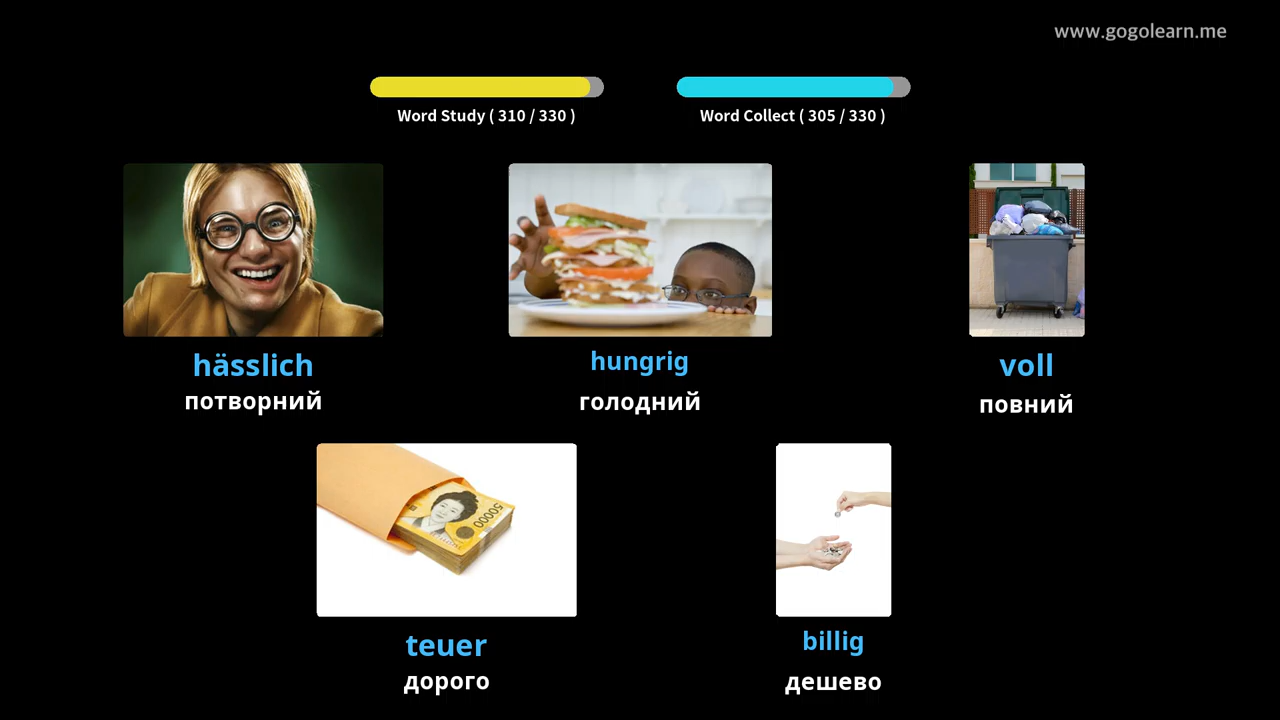 www.gogolearn.me
Word Study ( 310 / 330 )
Word Collect ( 305 / 330 )
hässlich
потворний
hungrig
голодний
voll
повний
50000
teuer
дорого
billig
дешево